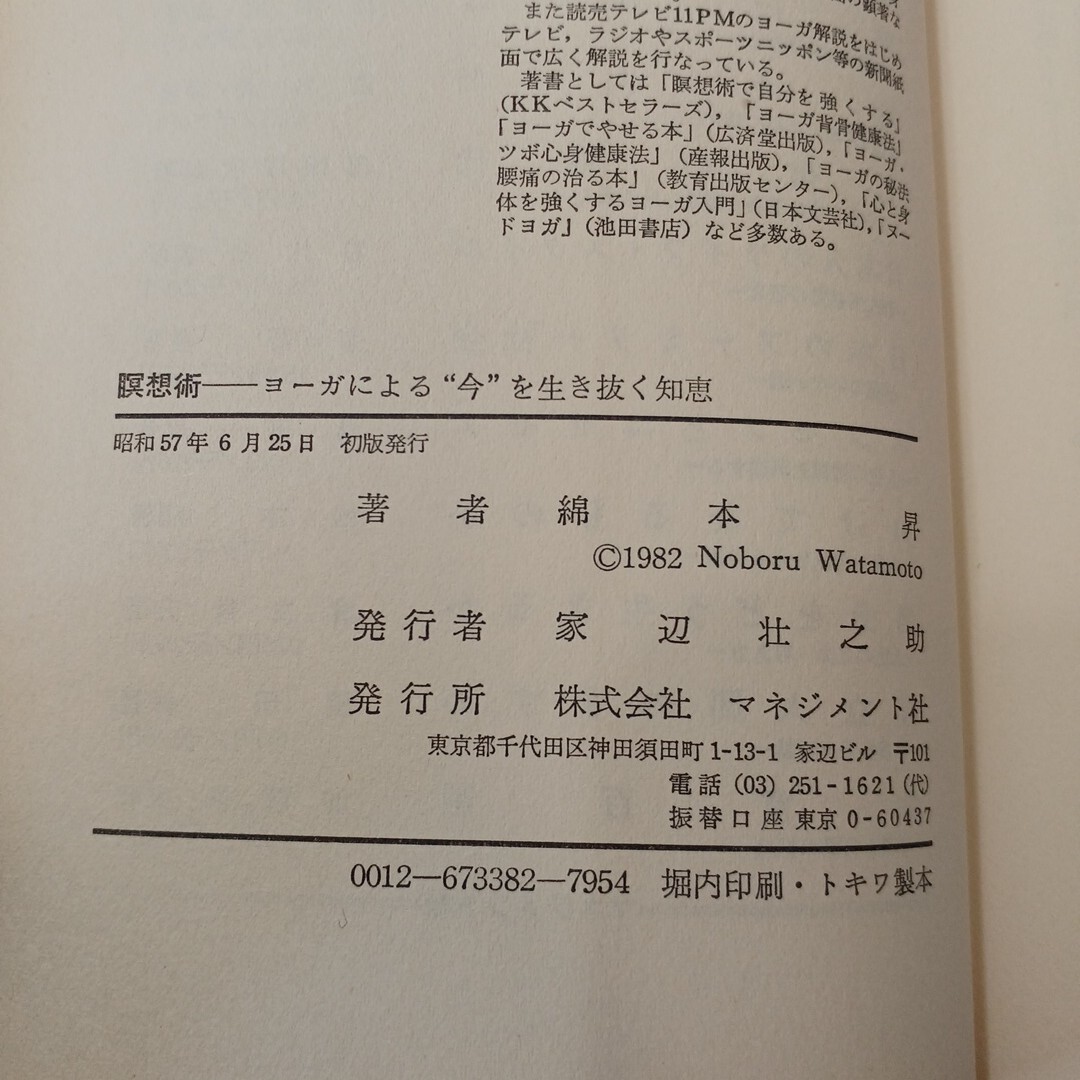 の顕著な
また読売テレビ11PMのヨーガ解説をはじめ
テレビ，ラジオやスポーツニッポン等の新聞紙
面で広く解説を行なっている。
著書としては「瞑想術で自分を強くする」
（KKベストセラーズ），「ヨーガ背骨健康法」
「ヨーガでやせる本」（広済堂出版），「ヨーガ・
ツボ心身健康法」（産報出版），「ヨーガの秘法
腰痛の治る本」（教育出版センター），「心と身
体を強くするヨーガ入門」（日本文芸社），「ヌー
ドヨガ」（池田書店）など多数ある。
瞑想術——ヨーガによる“今”を生き抜く知恵
昭和57年6月25日 初版発行
著者 綿本 昇
©1982 Noboru Watamoto
発行者 家辺壮之助
発行所 株式会社 マネジメント社
東京都千代田区神田須田町1-13-1 家辺ビル 〒101
電話 (03) 251-1621 (代)
振替口座 東京 0-60437
0012—673382—7954 堀内印刷・トキワ製本